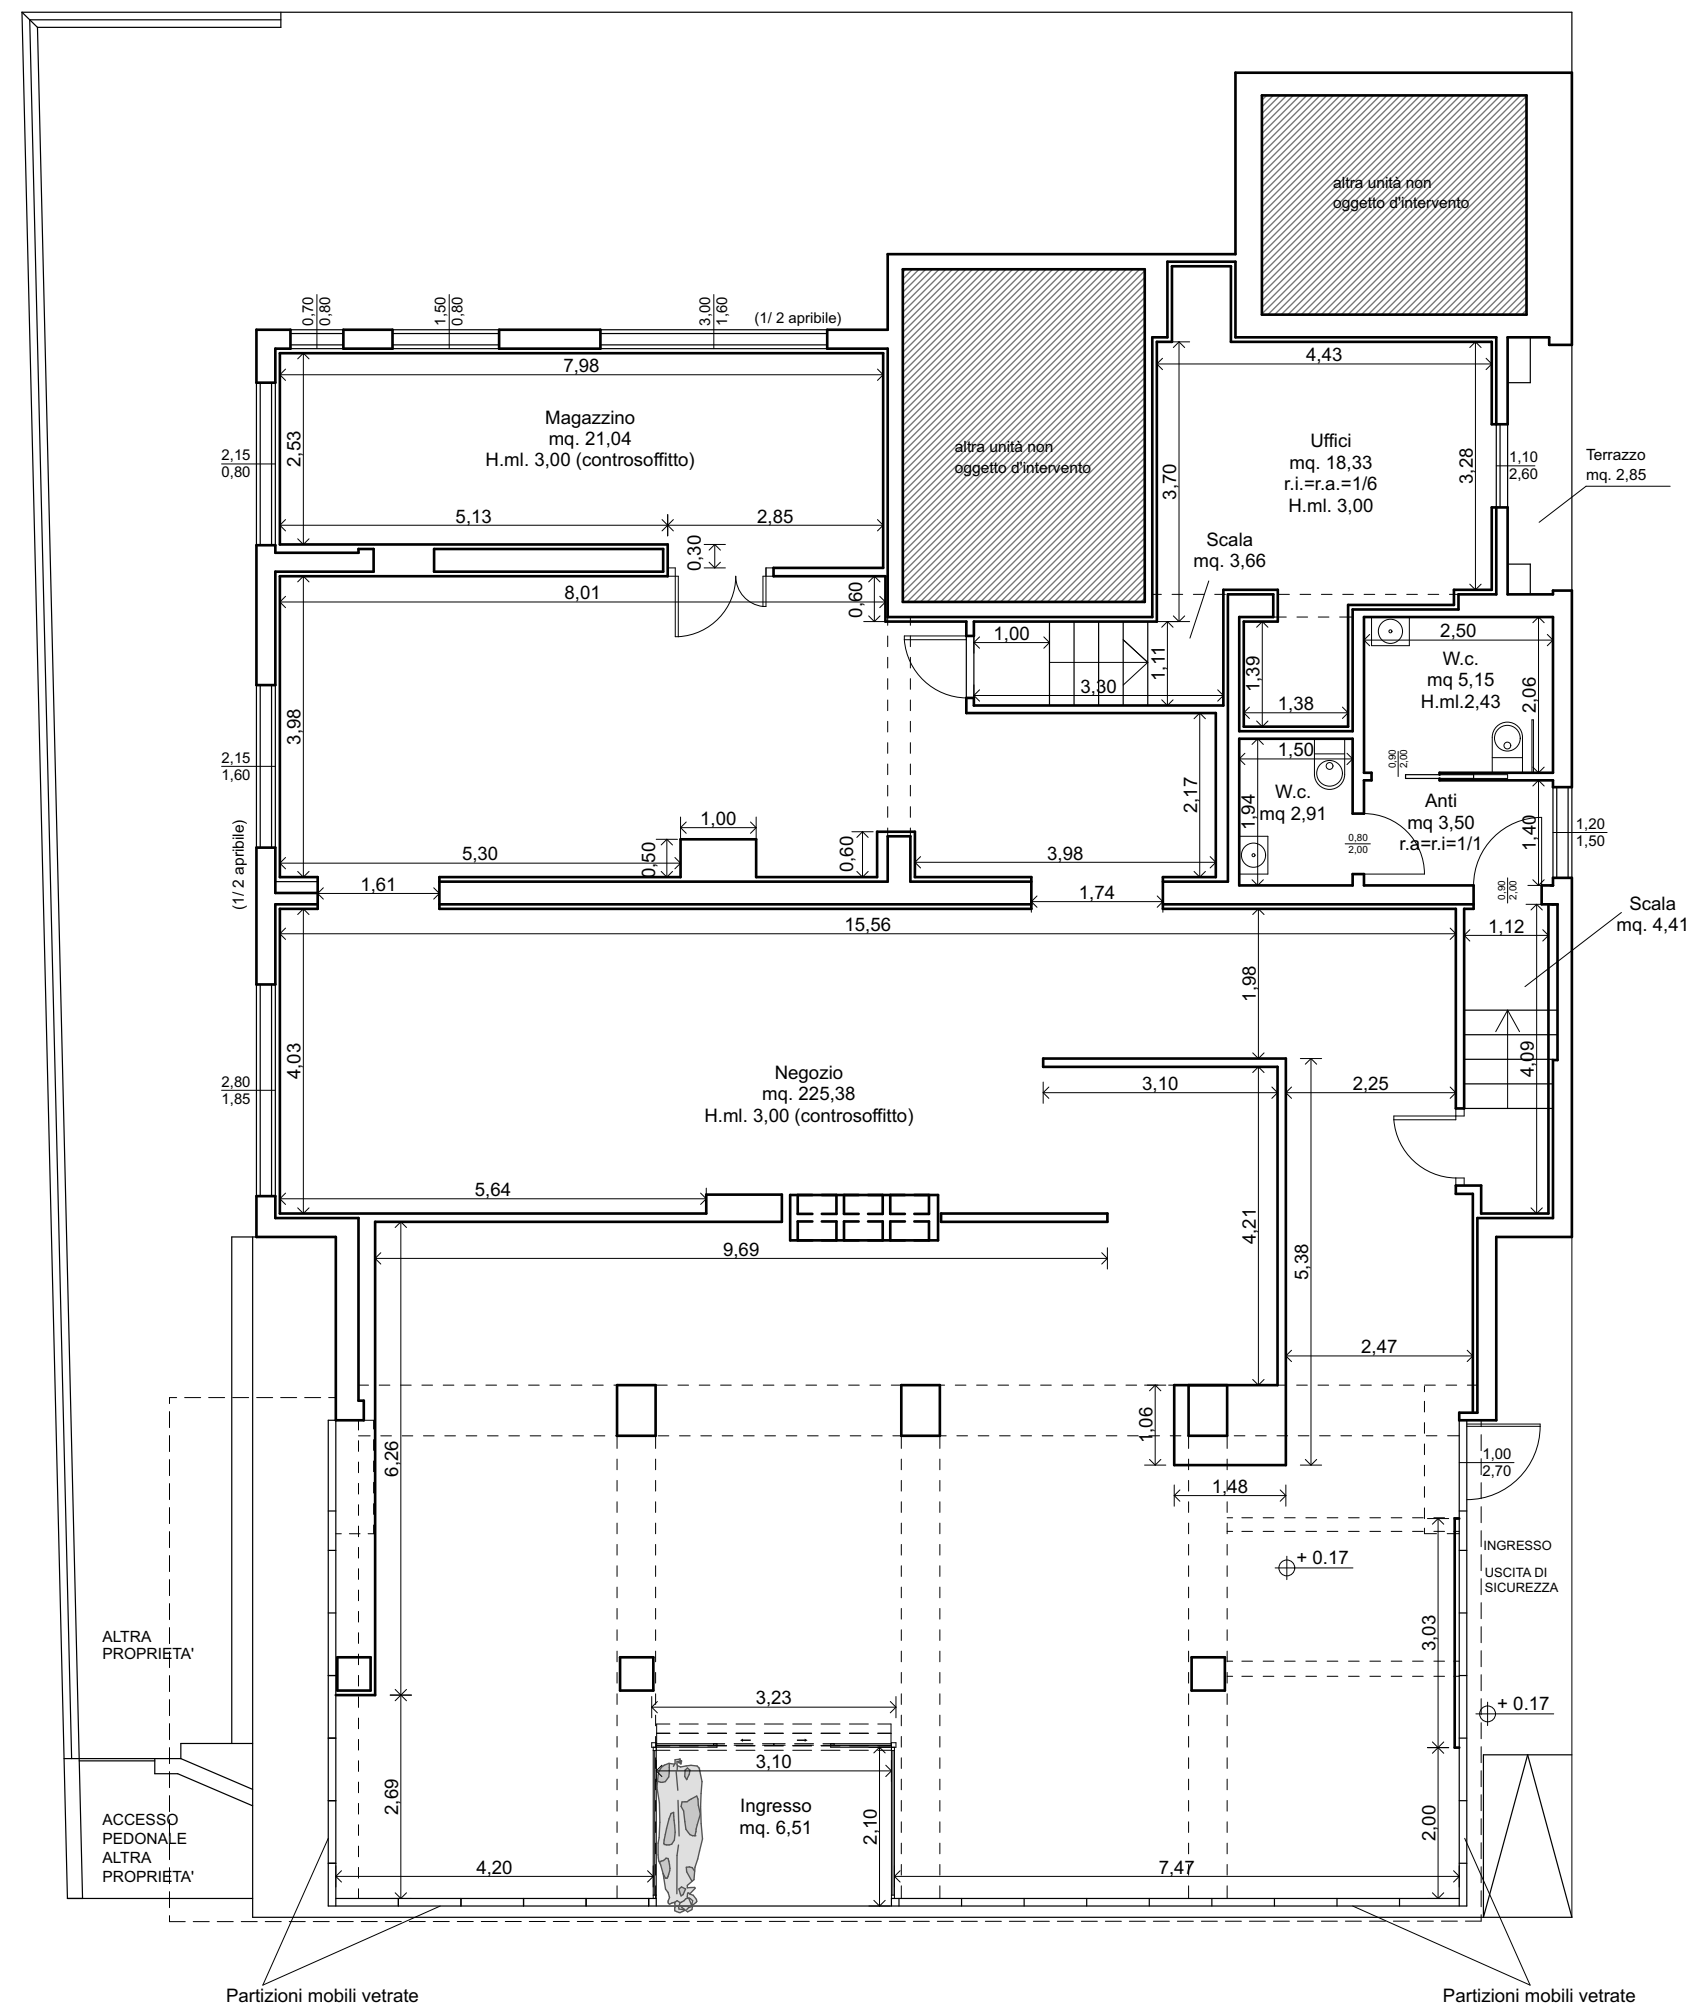 altra unità non
oggetto d'intervento
0,70
0,80
1,50
0,80
3,00
1,60
(1/ 2 apribile)
7,98
4,43
Magazzino
mq. 21,04
H.ml. 3,00 (controsoffitto)
2,53
2,15
0,80
altra unità non
oggetto d'intervento
Uffici
mq. 18,33
r.i.=r.a.=1/6
H.ml. 3,00
3,70
3,28
1,10
2,60
Terrazzo
mq. 2,85
5,13
2,85
0,30
Scala
mq. 3,66
8,01
0,60
1,00
1,11
3,30
1,39
1,38
2,50
W.c.
mq 5,15
H.ml.2,43
2,06
3,98
2,15
1,60
(1/ 2 apribile)
2,17
1,50
W.c.
mq 2,91
1,94
0,90
2,00
Anti
mq 3,50
r.a=r.i=1/1
1,40
0,80
2,00
1,20
1,50
1,00
0,50
5,30
0,60
3,98
1,61
1,74
0,90
2,00
Scala
mq. 4,41
15,56
1,12
1,98
4,03
4,09
2,80
1,85
Negozio
mq. 225,38
H.ml. 3,00 (controsoffitto)
3,10
2,25
5,64
4,21
5,38
9,69
2,47
1,06
6,26
1,00
2,70
1,48
INGRESSO
USCITA DI
SICUREZZA
+ 0.17
3,03
ALTRA
PROPRIETA'
3,23
+ 0.17
3,10
2,69
Ingresso
mq. 6,51
2,10
2,00
ACCESSO
PEDONALE
ALTRA
PROPRIETA'
4,20
7,47
Partizioni mobili vetrate
Partizioni mobili vetrate